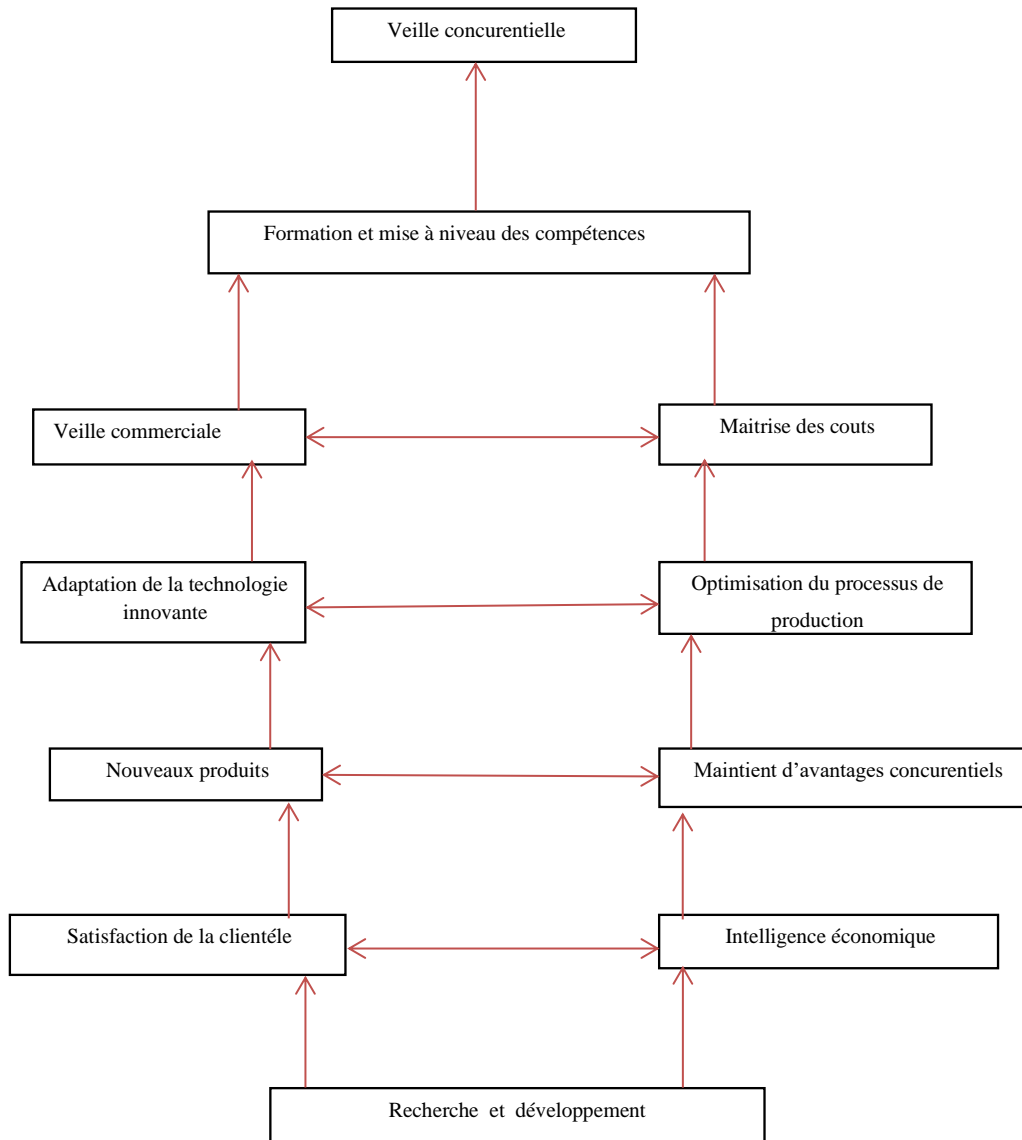 Veille concurentielle
Formation et mise à niveau des compétences
Veille commerciale
Maitrise des couts
Adaptation de la technologie
innovante
Optimisation du processus de
production
Nouveaux produits
Maintient d’avantages concurentiels
Satisfaction de la clientéle
Intelligence économique
Recherche et développement